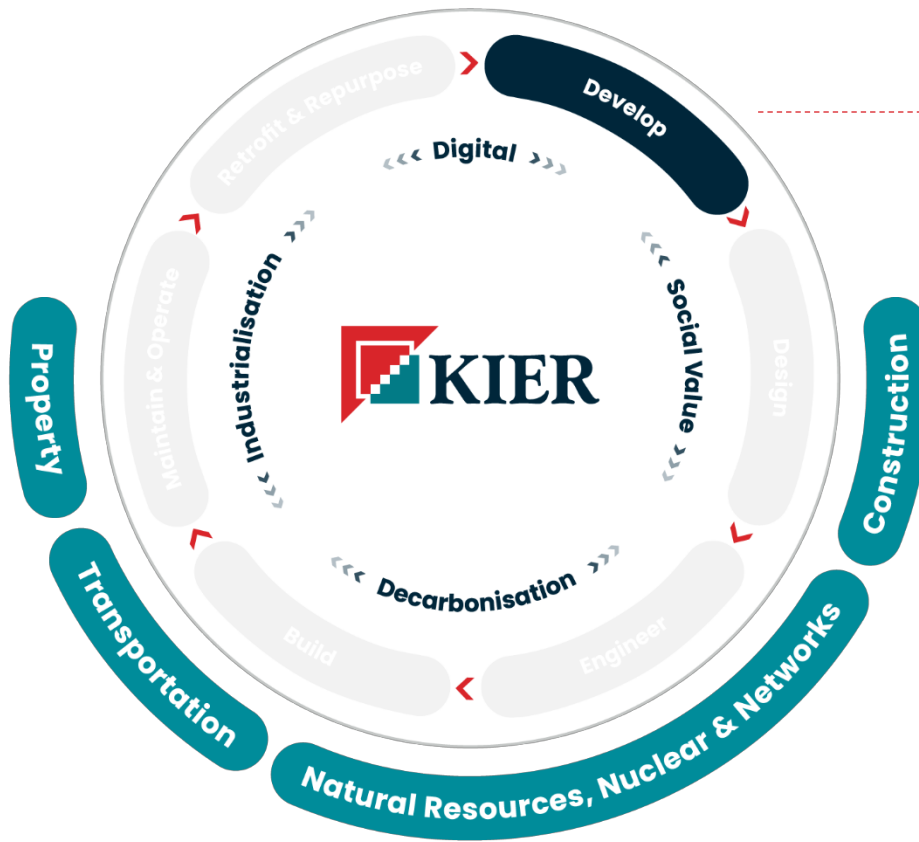 Retrofit & Repurpose
Develop
Digital
Industrialisation
Social Value
Maintain & Operate
Design
Property
KIER
Construction
Decarbonisation
Transportation
Build
Engineer
Natural Resources, Nuclear & Networks